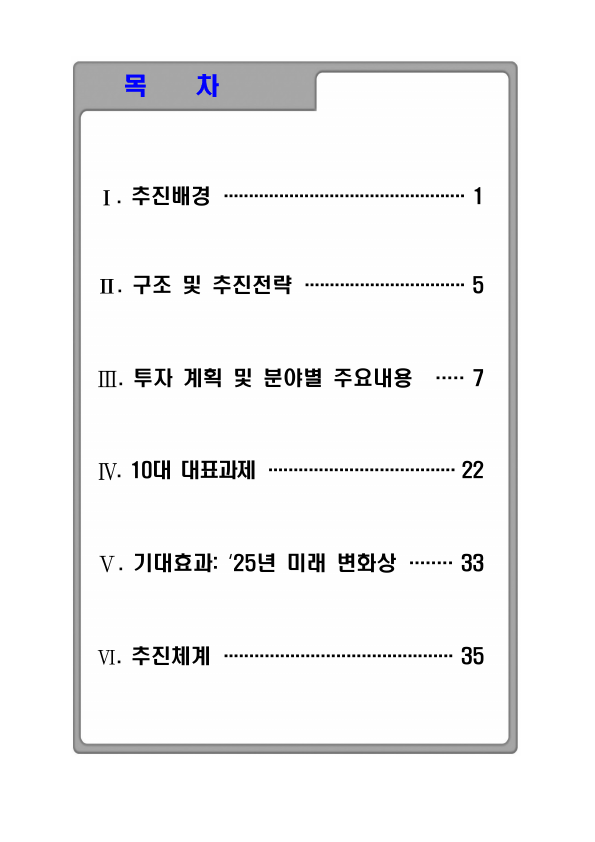 목 차
Ⅰ. 추진배경 ················································ 1
Ⅱ. 구조 및 추진전략 ································ 5
Ⅲ. 투자 계획 및 분야별 주요내용 ····· 7
Ⅳ. 10대 대표과제 ····································· 22
Ⅴ. 기대효과: ‘25년 미래 변화상 ········ 33
Ⅵ. 추진체계 ·············································· 35